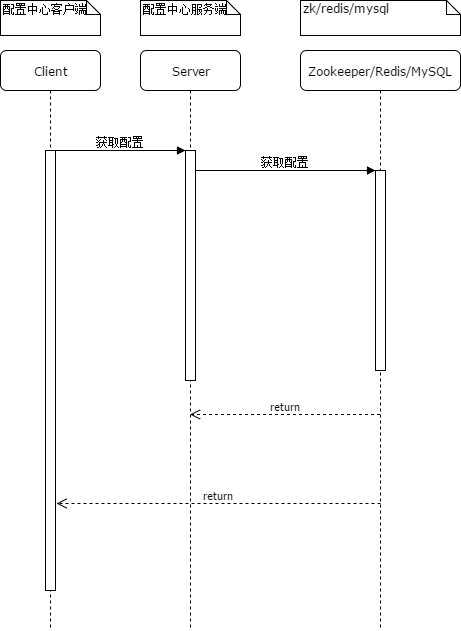 配置中心客户端
配置中心服务端
zk/redis/mysql
Client
Server
Zookeeper/Redis/MySQL
获取配置
获取配置
return
return